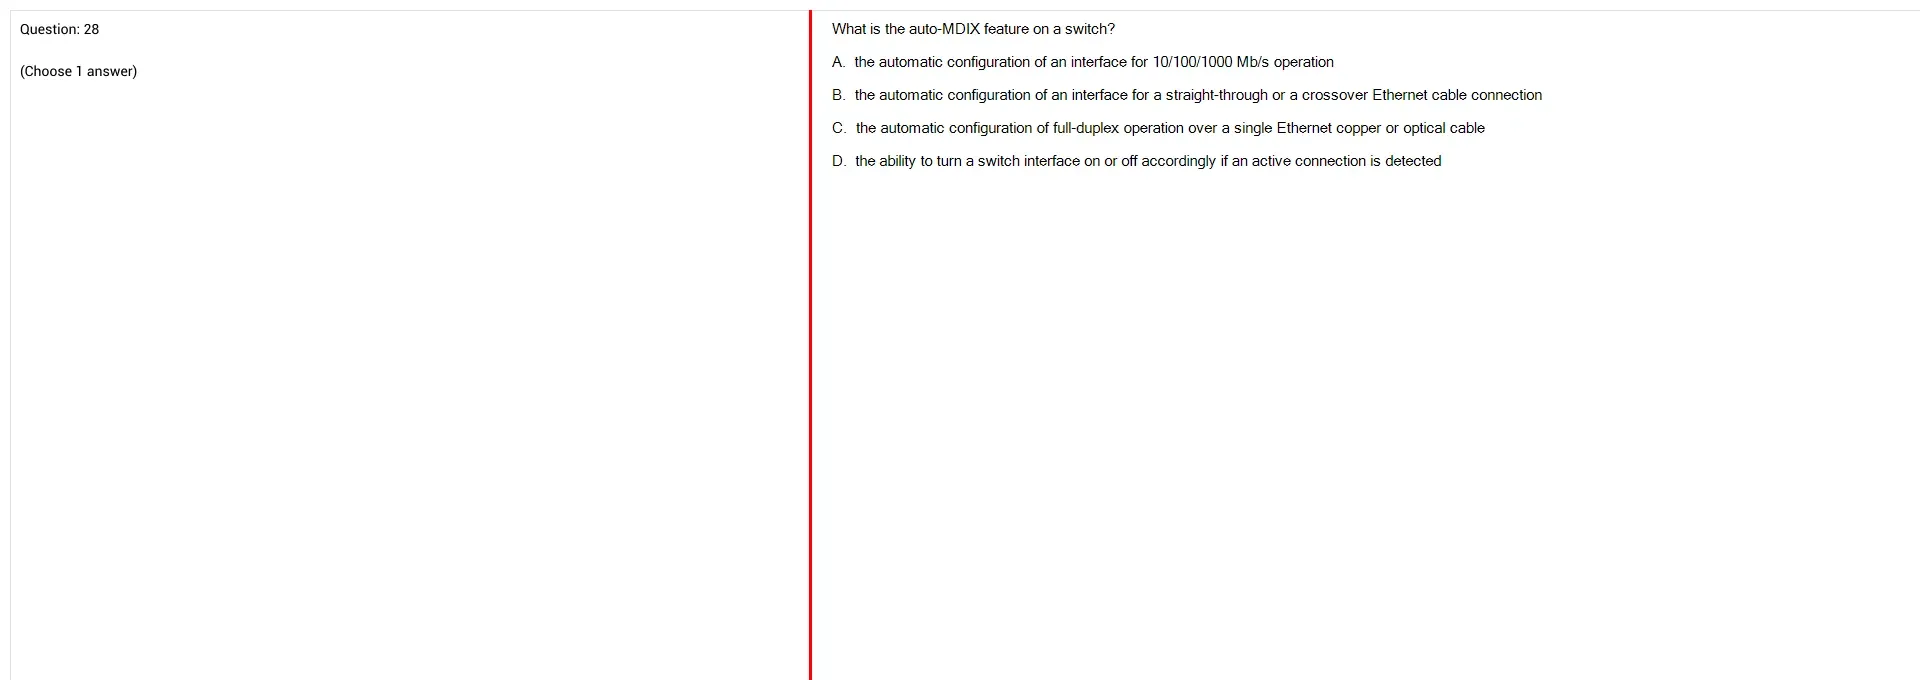 Question: 28
(Choose 1 answer)
What is the auto-MDIX feature on a switch?
A. the automatic configuration of an interface for 10/100/1000 Mb/s operation
B. the automatic configuration of an interface for a straight-through or a crossover Ethernet cable connection
C. the automatic configuration of full-duplex operation over a single Ethernet copper or optical cable
D. the ability to turn a switch interface on or off accordingly if an active connection is detected